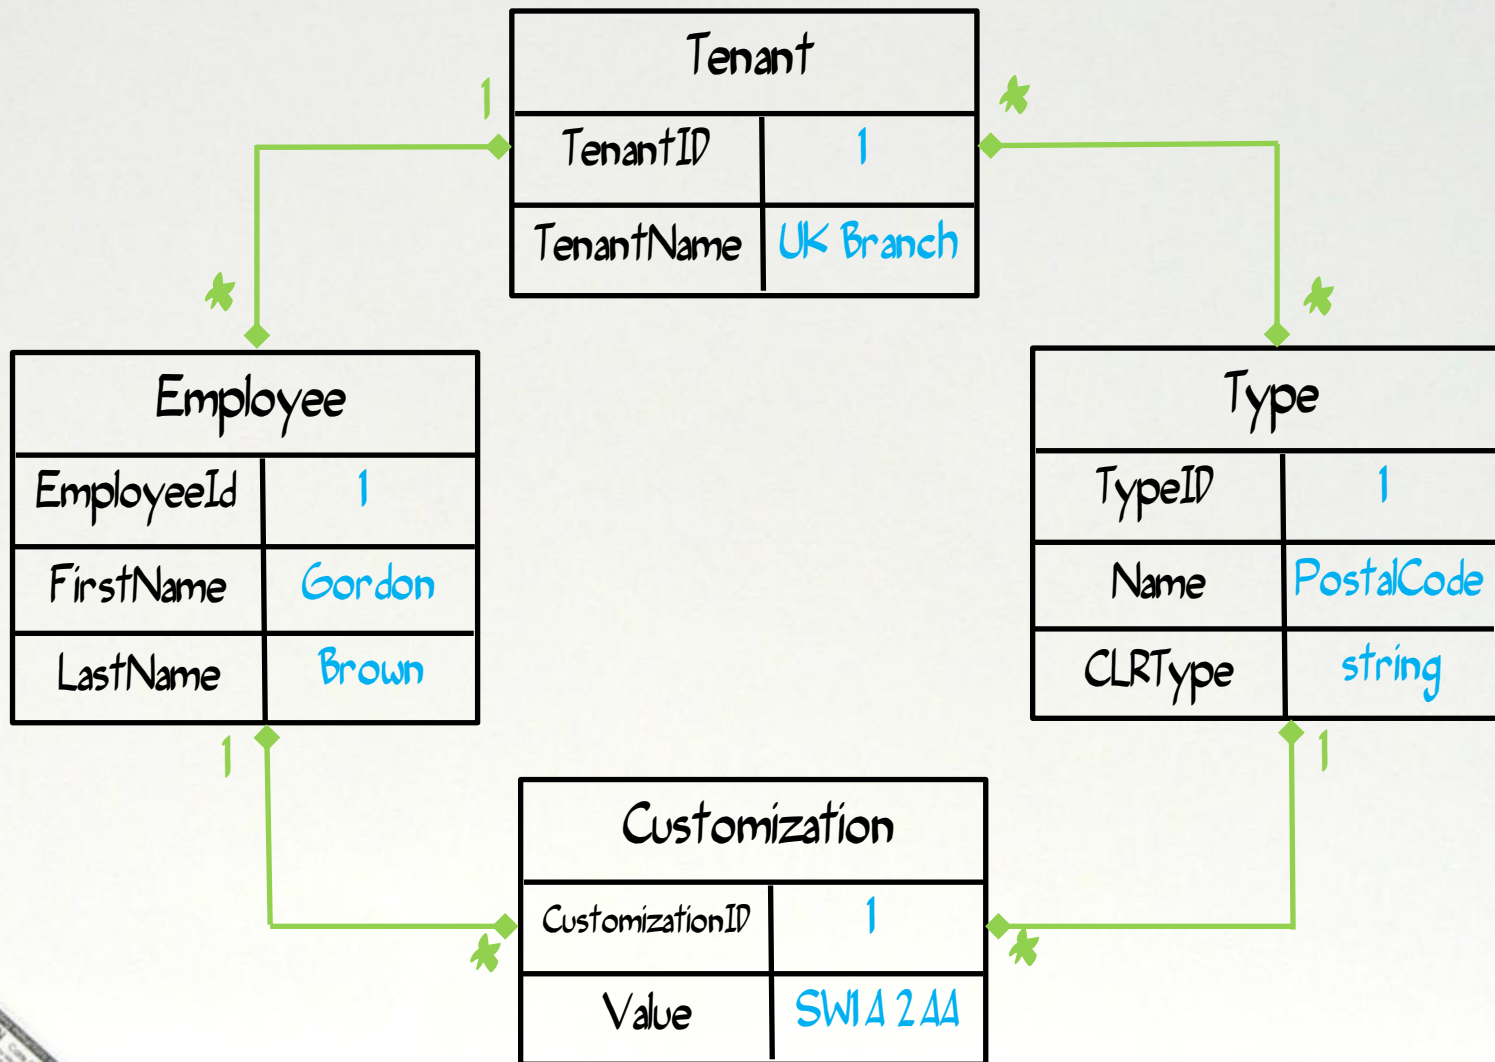 Tenant
1 *
TenantID 1
TenantName UK Branch
* *
Employee
EmployeeId 1
FirstName Gordon
LastName Brown
1
Type
TypeID 1
Name PostalCode
CLRType string
1
Customization
CustomizationID 1
* *
Value SW1A 2AA